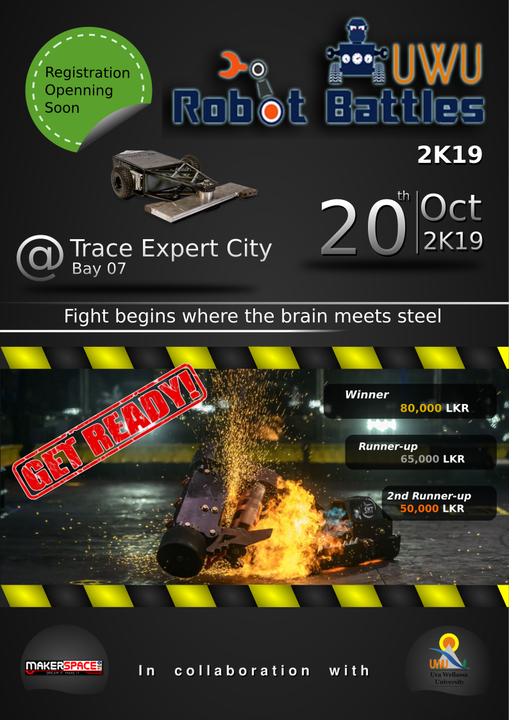 Registration
Openning
Soon
UWU
Robot Battles
2K19
20th Oct
2K19
@ Trace Expert City
Bay 07
Fight begins where the brain meets steel
GET READY!
Winner
80,000 LKR
Runner-up
65,000 LKR
2nd Runner-up
50,000 LKR
MAKERSPACE
In collaboration with
UWU
Uva Wellassa
University